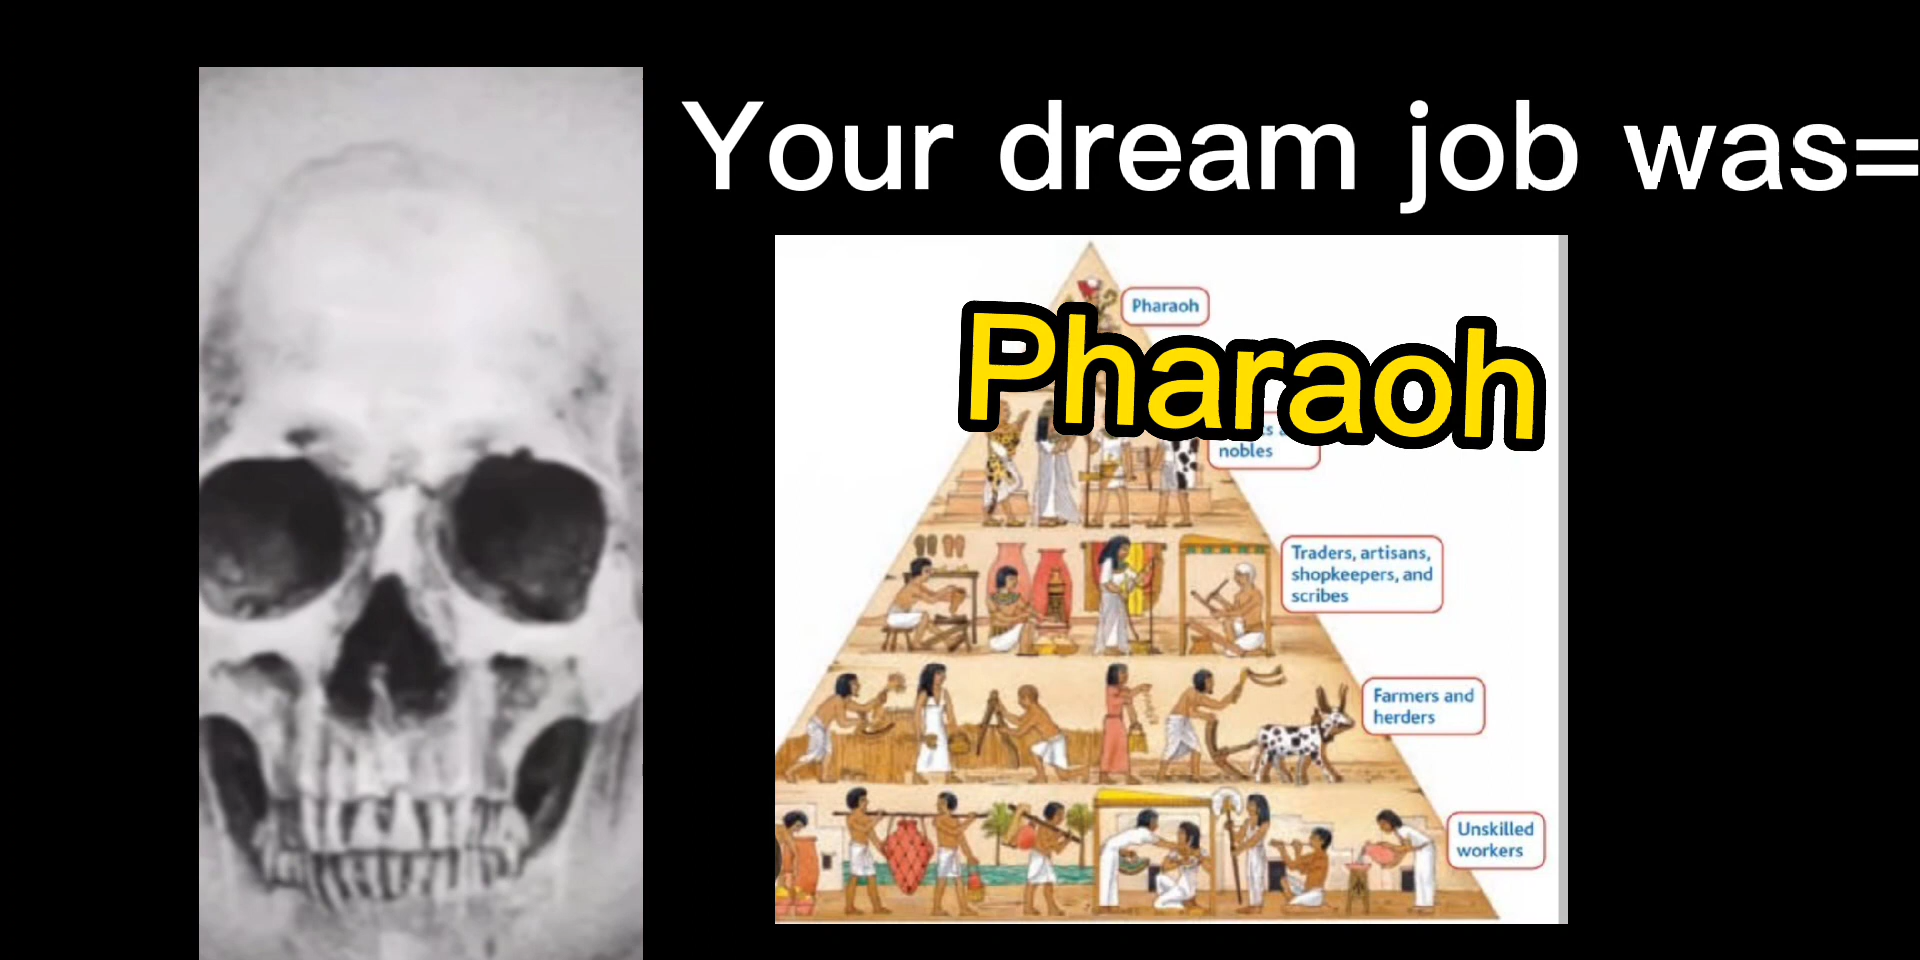 Your dream job was=
Pharaoh
Pharaoh
nobles
Traders, artisans,
shopkeepers, and
scribes
Farmers and
herders
Unskilled
workers